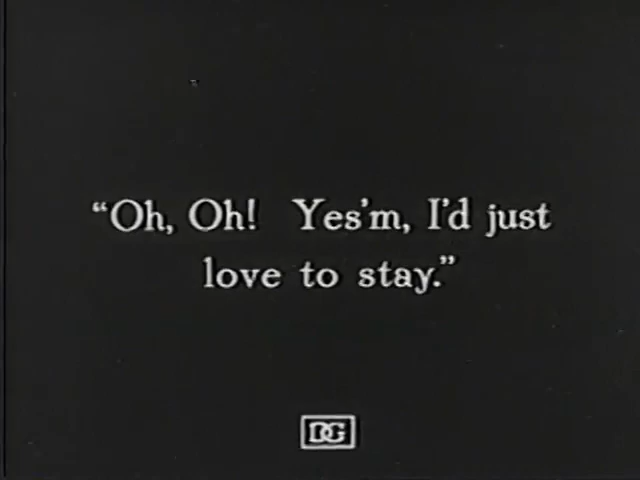 “Oh, Oh! Yes’m, I’d just
love to stay.”
DG